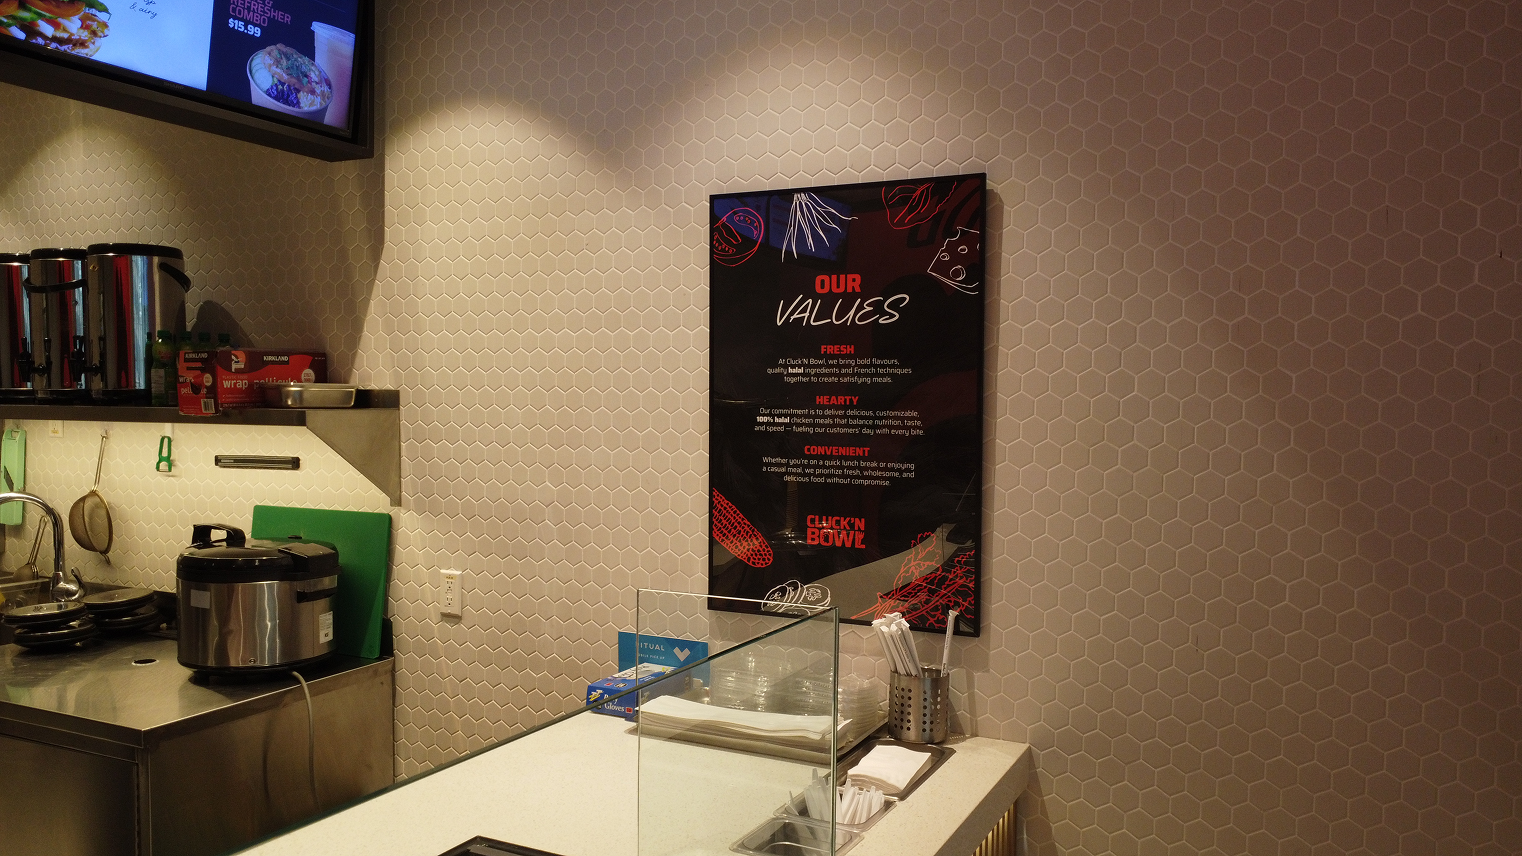 & airy
REFRESHER
COMBO
$15.99
OUR
VALUES
FRESH
At Cluck'N Bowl, we bring bold flavours,
quality halal ingredients and French techniques
together to create satisfying meals.
HEARTY
Our commitment is to deliver delicious, customizable,
100% halal chicken meals that balance nutrition, taste,
and speed — fueling our customers' day with every bite.
CONVENIENT
Whether you're on a quick lunch break or enjoying
a casual meal, we prioritize fresh, wholesome, and
delicious food without compromise.
CLUCK'N
BOWL
KIRKLAND
KIRKLAND
wrap
Gloves